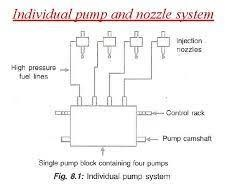 Individual pump and nozzle system
Injection
nozzles
High pressure
fuel lines
Control rack
Pump camshaft
Single pump block containing four pumps
Fig. 8.1: Individual pump system